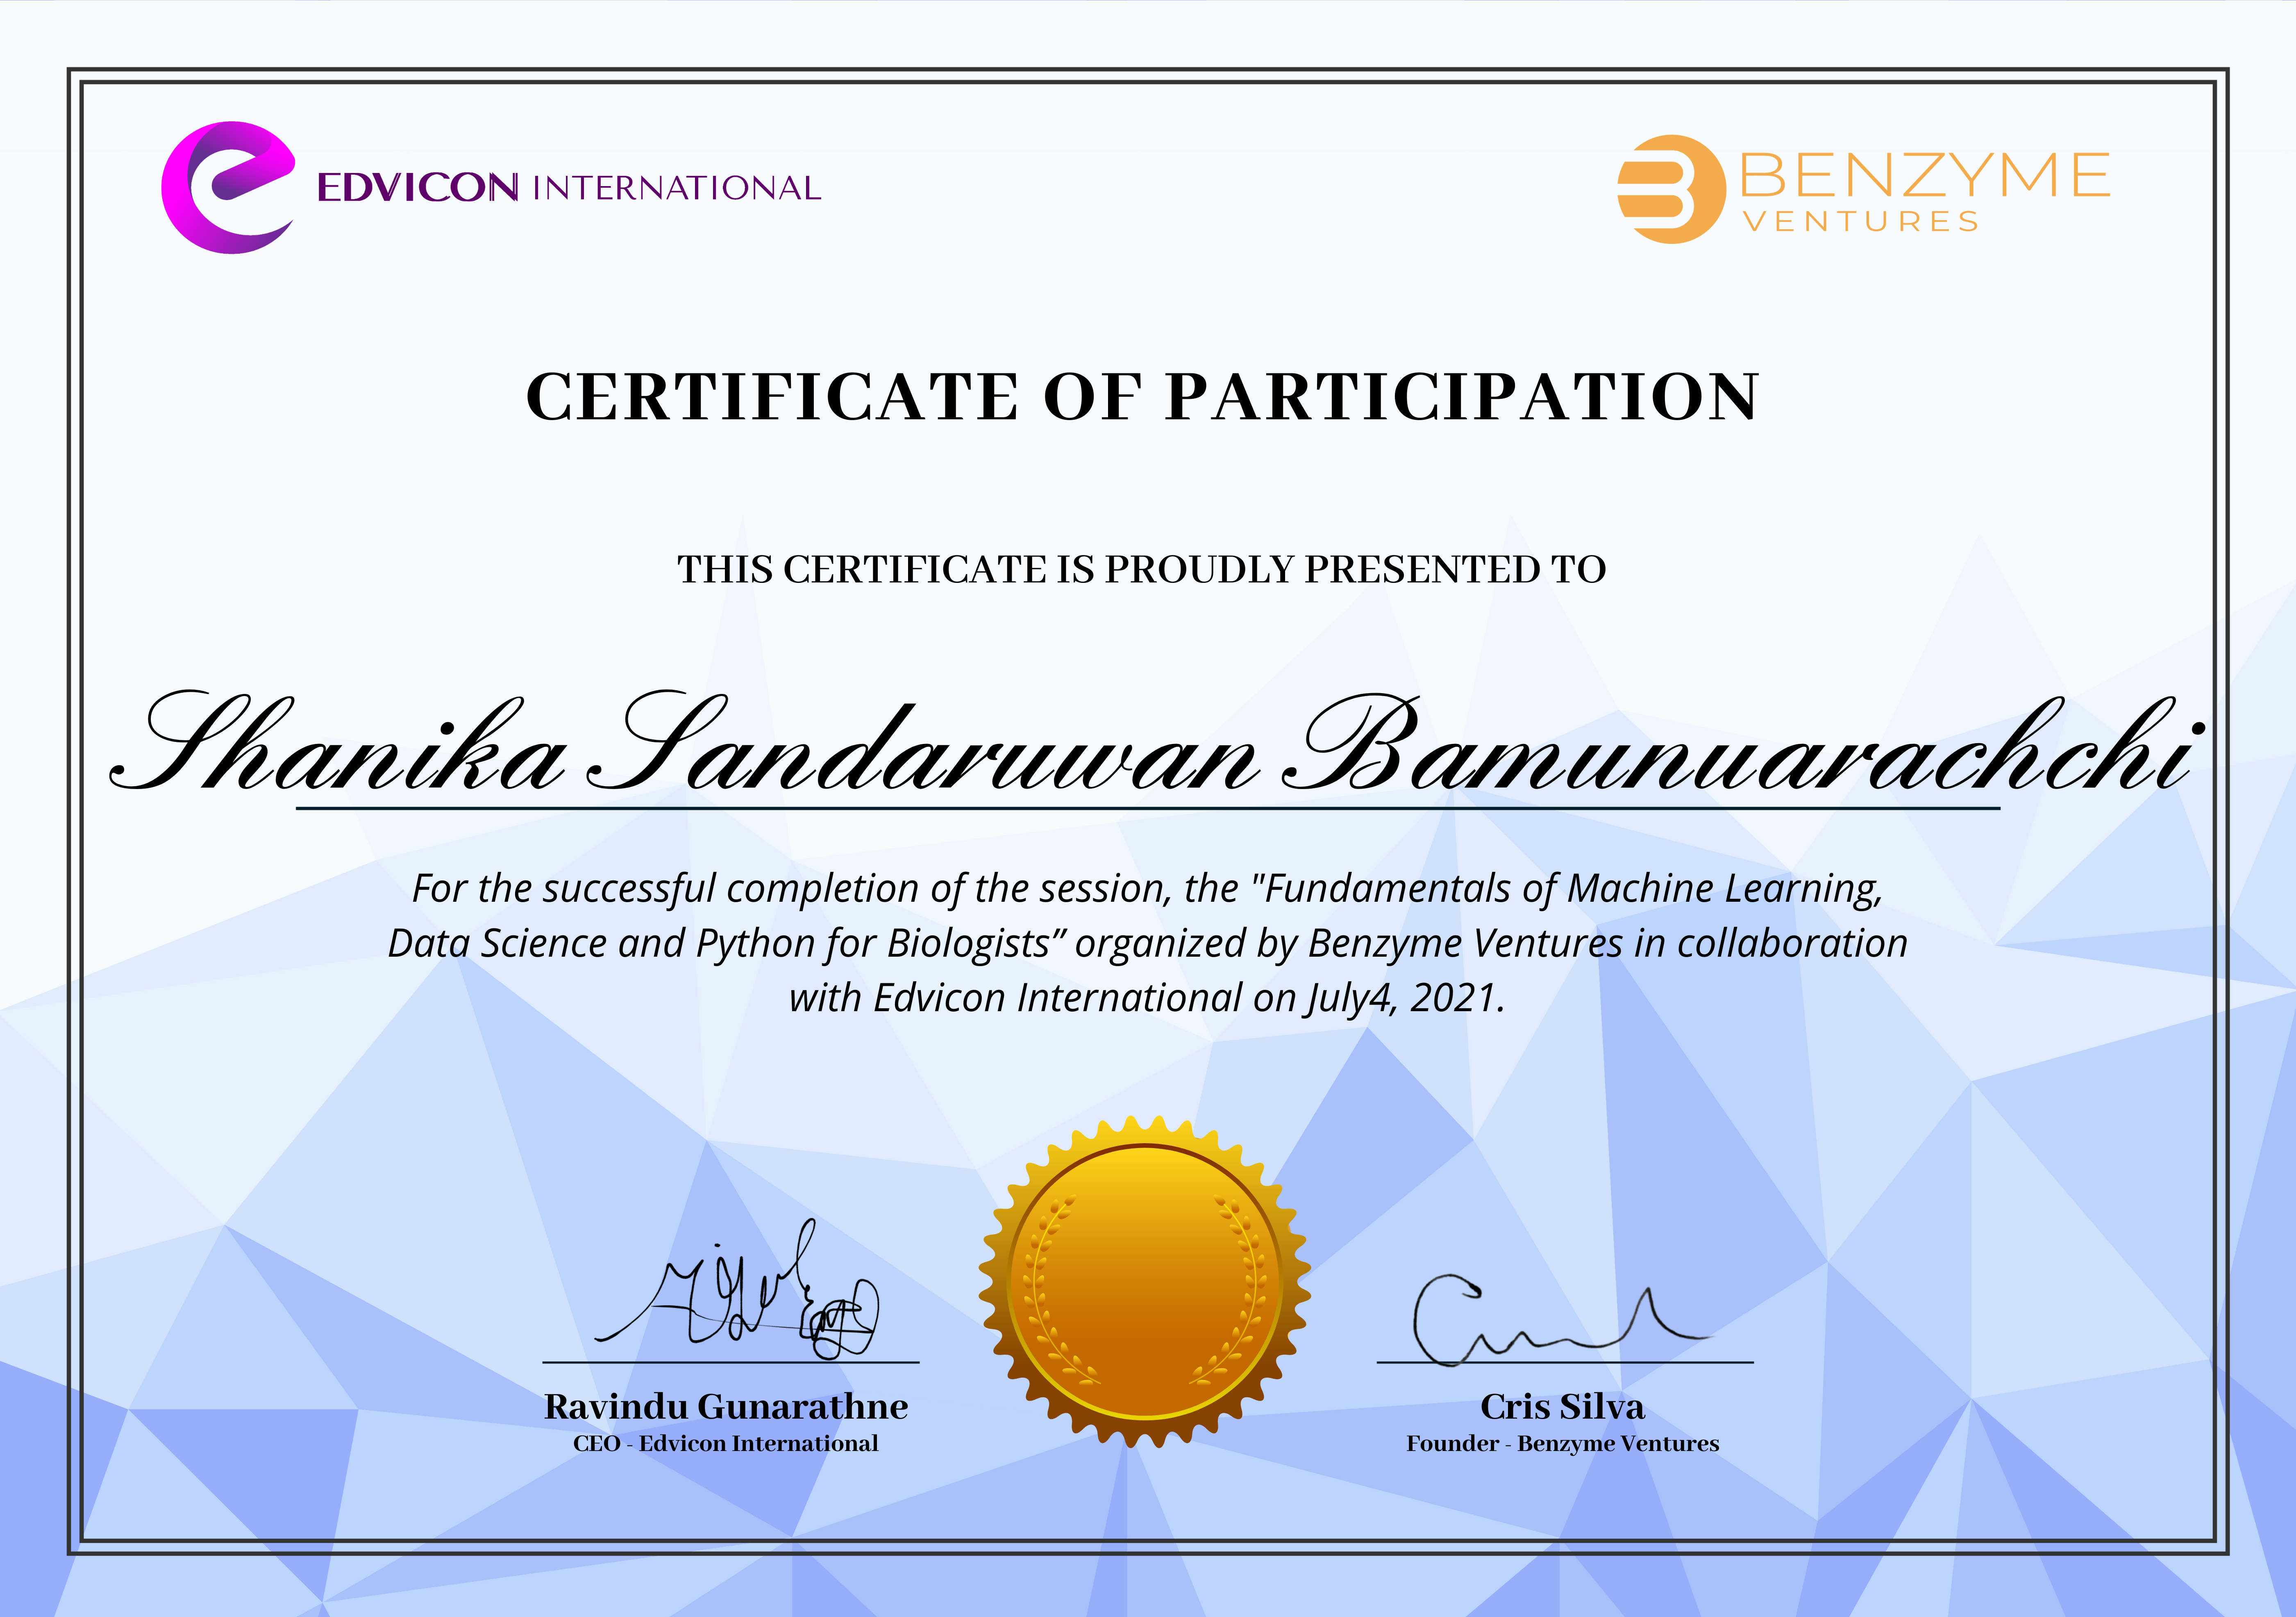 EDVICON INTERNATIONAL
BENZYME
VENTURES
CERTIFICATE OF PARTICIPATION
THIS CERTIFICATE IS PROUDLY PRESENTED TO
Shanika Sandaruwan Bamunuarachchi
For the successful completion of the session, the "Fundamentals of Machine Learning,
Data Science and Python for Biologists” organized by Benzyme Ventures in collaboration
with Edvicon International on July4, 2021.
Ravindu Gunarathne
CEO - Edvicon International
Cris Silva
Founder - Benzyme Ventures